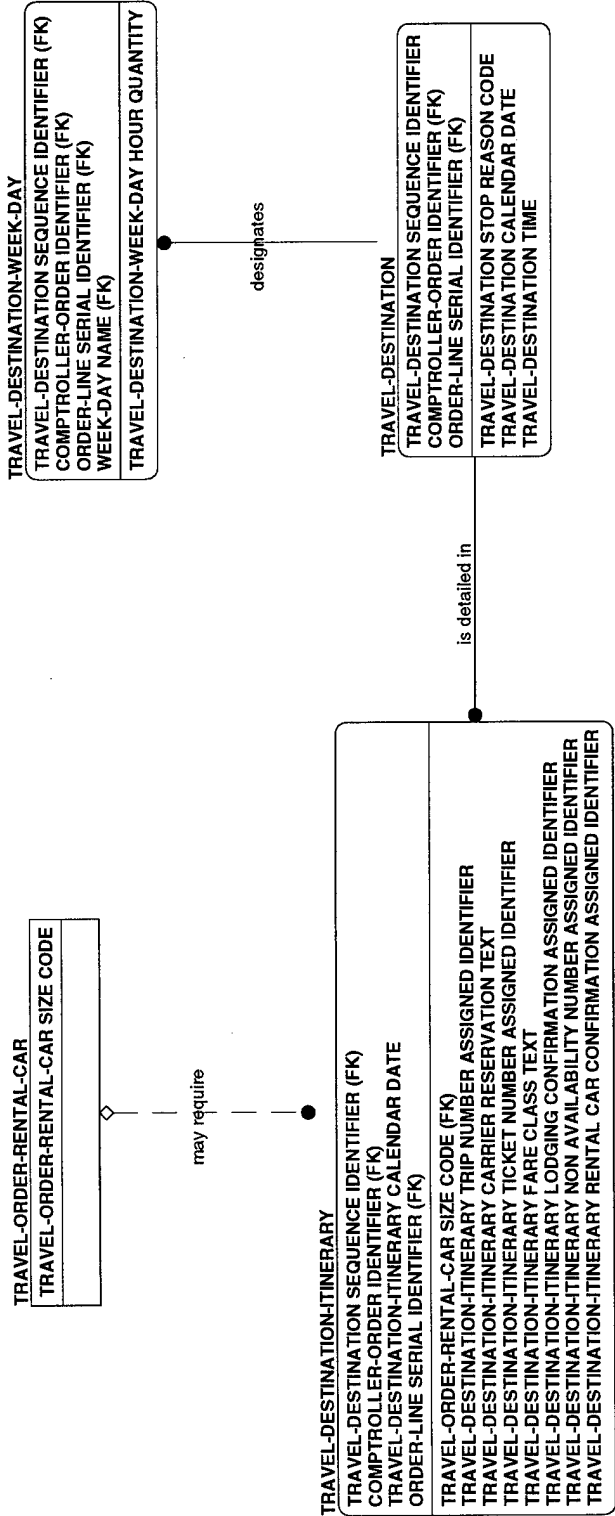 TRAVEL-ORDER-RENTAL-CAR
TRAVEL-ORDER-RENTAL-CAR SIZE CODE
may require
TRAVEL-DESTINATION-ITINERARY
TRAVEL-DESTINATION SEQUENCE IDENTIFIER (FK)
COMPTROLLER-ORDER IDENTIFIER (FK)
TRAVEL-DESTINATION-ITINERARY CALENDAR DATE
ORDER-LINE SERIAL IDENTIFIER (FK)
TRAVEL-ORDER-RENTAL-CAR SIZE CODE (FK)
TRAVEL-DESTINATION-ITINERARY TRIP NUMBER ASSIGNED IDENTIFIER
TRAVEL-DESTINATION-ITINERARY CARRIER RESERVATION TEXT
TRAVEL-DESTINATION-ITINERARY TICKET NUMBER ASSIGNED IDENTIFIER
TRAVEL-DESTINATION-ITINERARY FARE CLASS TEXT
TRAVEL-DESTINATION-ITINERARY LODGING CONFIRMATION ASSIGNED IDENTIFIER
TRAVEL-DESTINATION-ITINERARY NON AVAILABILITY NUMBER ASSIGNED IDENTIFIER
TRAVEL-DESTINATION-ITINERARY RENTAL CAR CONFIRMATION ASSIGNED IDENTIFIER
is detailed in
TRAVEL-DESTINATION-WEEK-DAY
TRAVEL-DESTINATION SEQUENCE IDENTIFIER (FK)
COMPTROLLER-ORDER IDENTIFIER (FK)
ORDER-LINE SERIAL IDENTIFIER (FK)
WEEK-DAY NAME (FK)
TRAVEL-DESTINATION-WEEK-DAY HOUR QUANTITY
designates
TRAVEL-DESTINATION
TRAVEL-DESTINATION SEQUENCE IDENTIFIER
COMPTROLLER-ORDER IDENTIFIER (FK)
ORDER-LINE SERIAL IDENTIFIER (FK)
TRAVEL-DESTINATION STOP REASON CODE
TRAVEL-DESTINATION CALENDAR DATE
TRAVEL-DESTINATION TIME